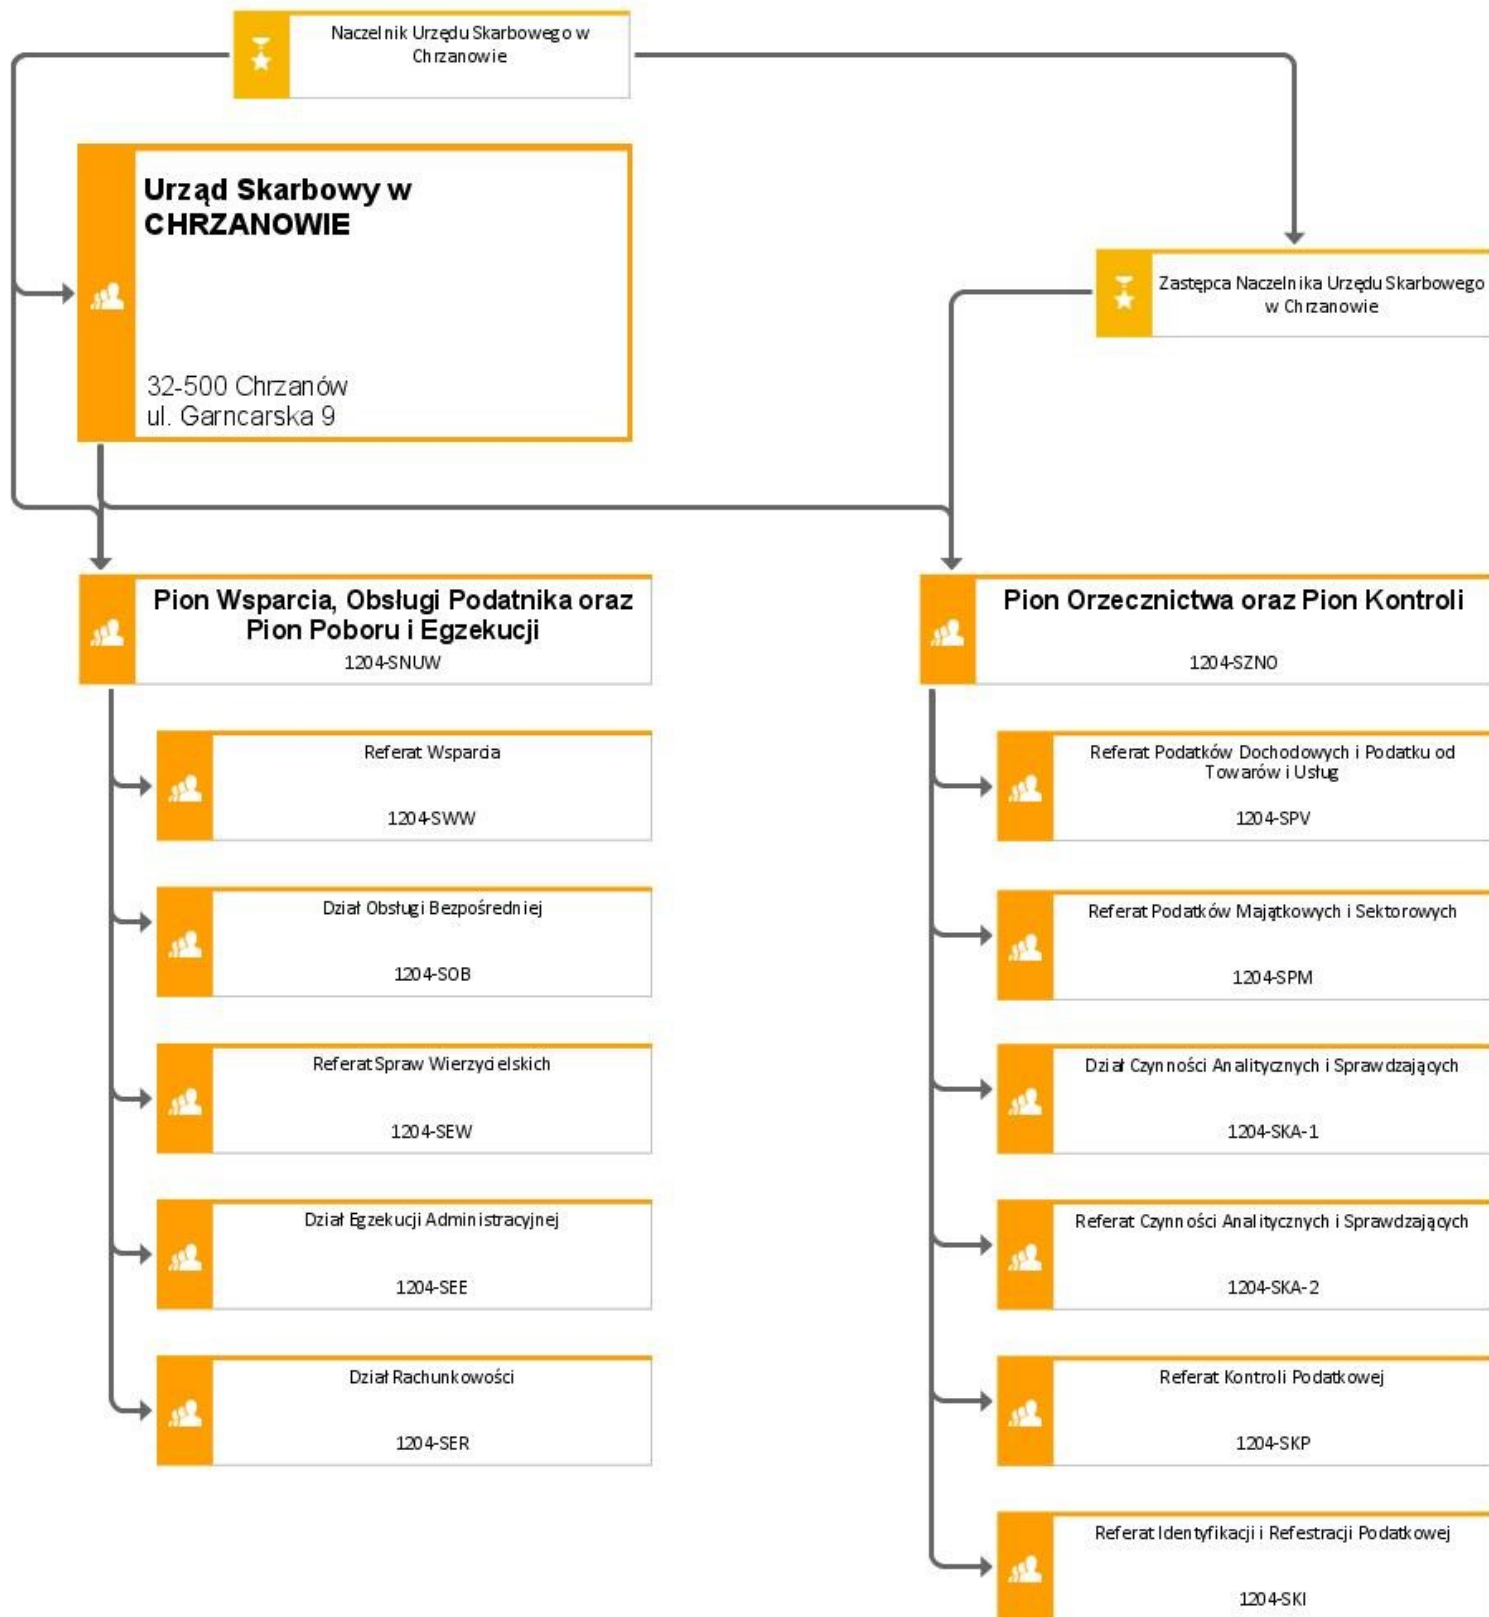 Naczelnik Urzędu Skarbowego w
Chrzanowie
Urząd Skarbowy w
CHRZANOWIE
32-500 Chrzanów
ul. Garncarska 9
Zastępca Naczelnika Urzędu Skarbowego
w Chrzanowie
Pion Wsparcia, Obsługi Podatnika oraz
Pion Poboru i Egzekucji
1204-SNUW
Referat Wsparcia
1204-SWW
Dział Obsługi Bezpośredniej
1204-SOB
Referat Spraw Wierzycielskich
1204-SEW
Dział Egzekucji Administracyjnej
1204-SEE
Dział Rachunkowości
1204-SER
Pion Orzecznictwa oraz Pion Kontroli
1204-SZNO
Referat Podatków Dochodowych i Podatku od
Towarów i Usług
1204-SPV
Referat Podatków Majątkowych i Sektorowych
1204-SPM
Dział Czynności Analitycznych i Sprawdzających
1204-SKA-1
Referat Czynności Analitycznych i Sprawdzających
1204-SKA-2
Referat Kontroli Podatkowej
1204-SKP
Referat Identyfikacji i Refestracji Podatkowej
1204-SKI